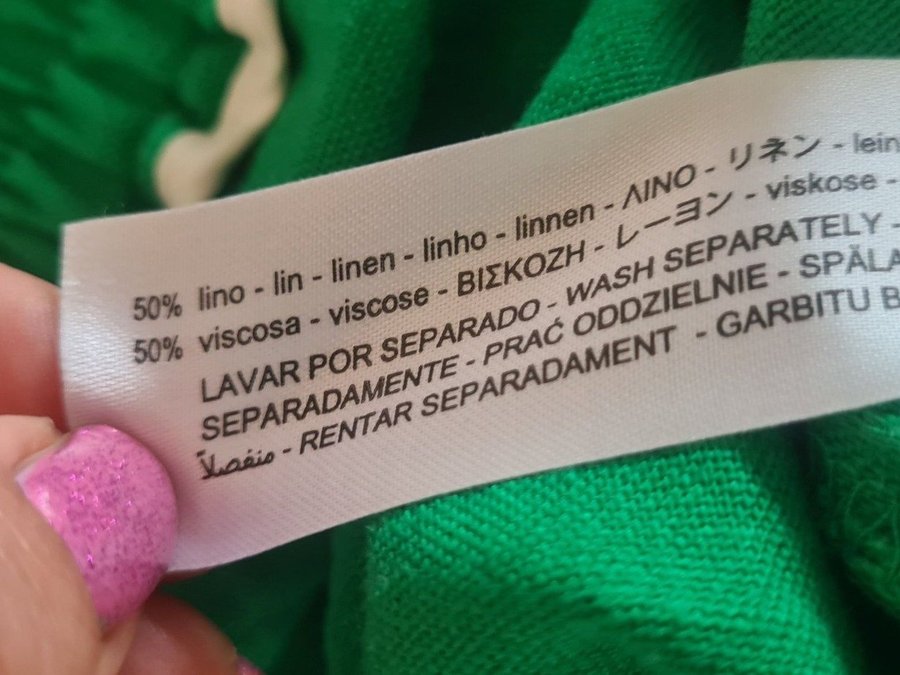 50% lino - lin - linen - linho - linnen - ΛΙΝΟ - リネン - lein
50% viscosa - viscose - ΒΙΣΚΟΖΗ - レーヨン - viskose -
LAVAR POR SEPARADO - WASH SEPARATELY -
SEPARADAMENTE - PRAĆ ODDZIELNIE - SPĂLA
منفصلاً - RENTAR SEPARADAMENT - GARBITU B